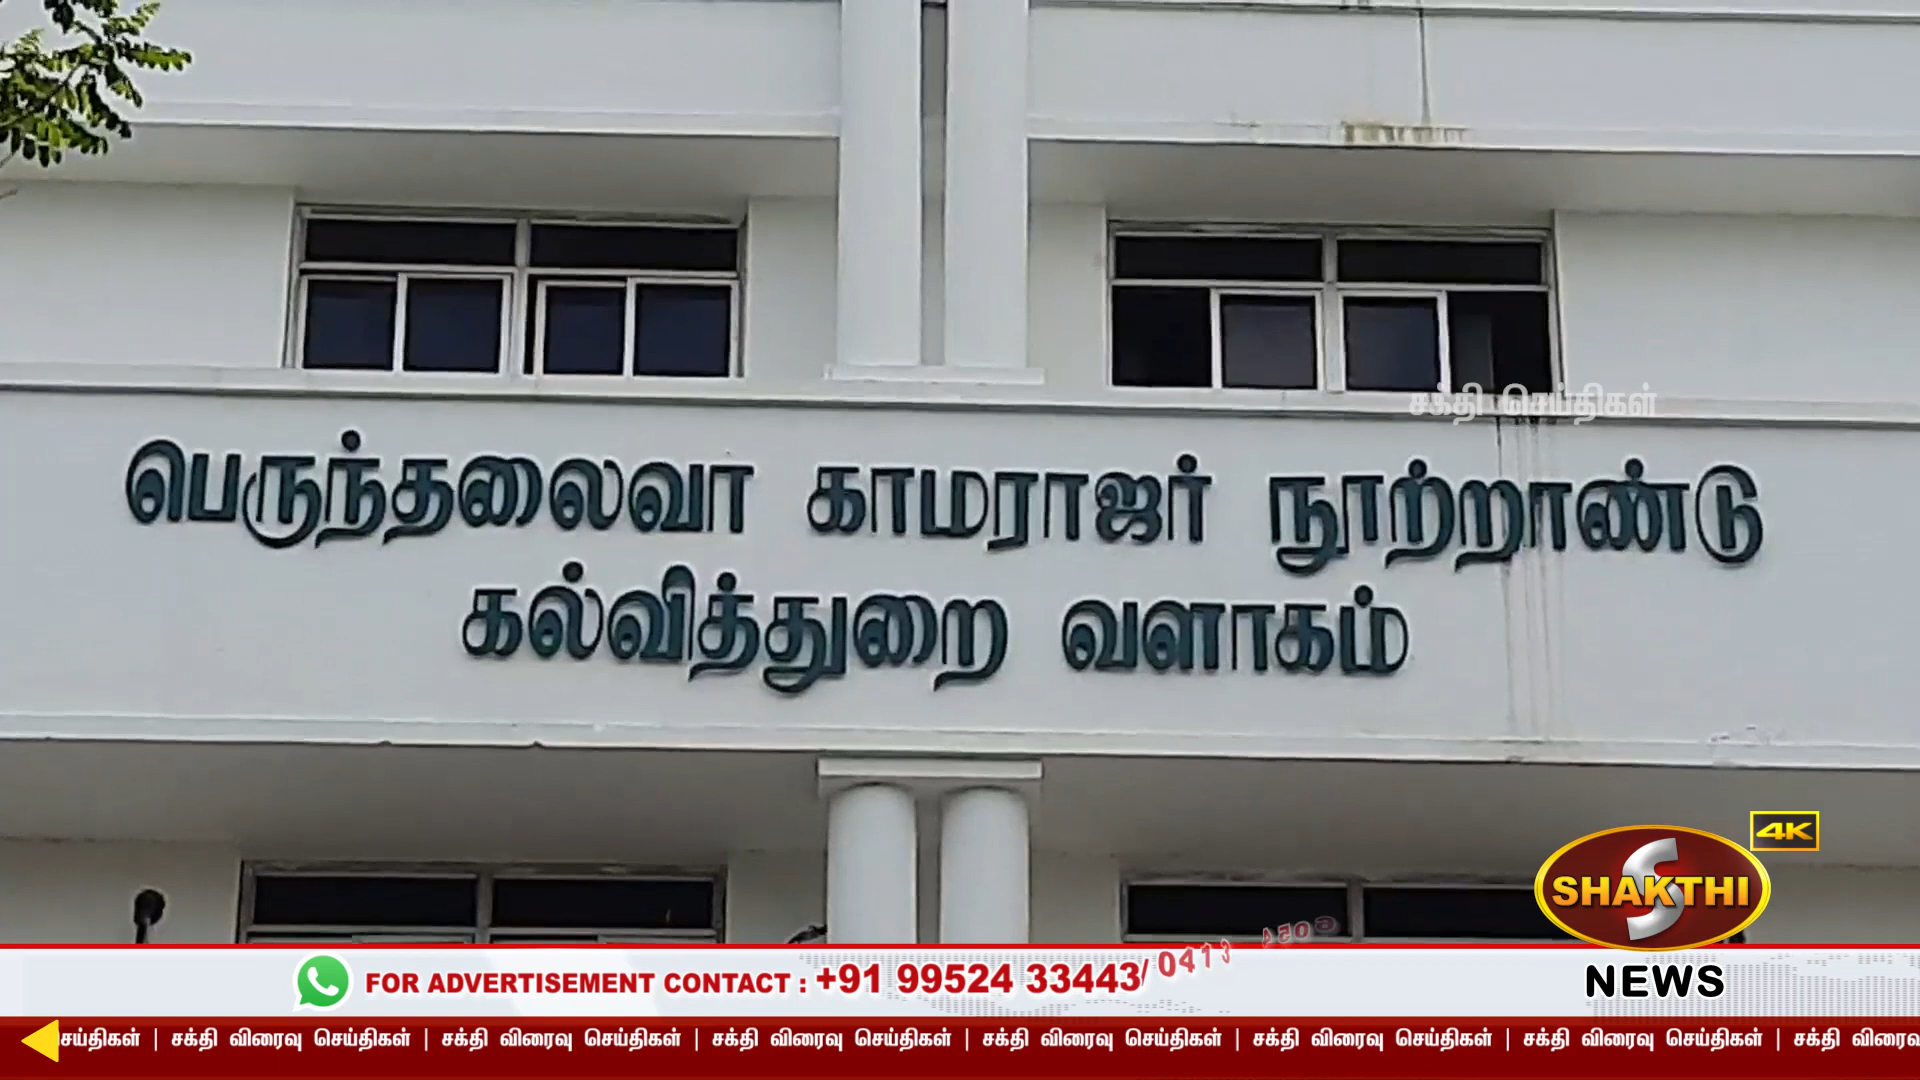 சக்தி செய்திகள்
பெருந்தலைவர் காமராஜர் நூற்றாண்டு
கல்வித்துறை வளாகம்
4K
SHAKTHI
NEWS
FOR ADVERTISEMENT CONTACT : +91 99524 33443/ 0413
சய்திகள் | சக்தி விரைவு செய்திகள் | சக்தி விரைவு செய்திகள் | சக்தி விரைவு செய்திகள் | சக்தி விரைவு செய்திகள் | சக்தி விரைவு செய்திகள் | சக்தி விரைவு செய்திகள் | சக்தி விரைவு